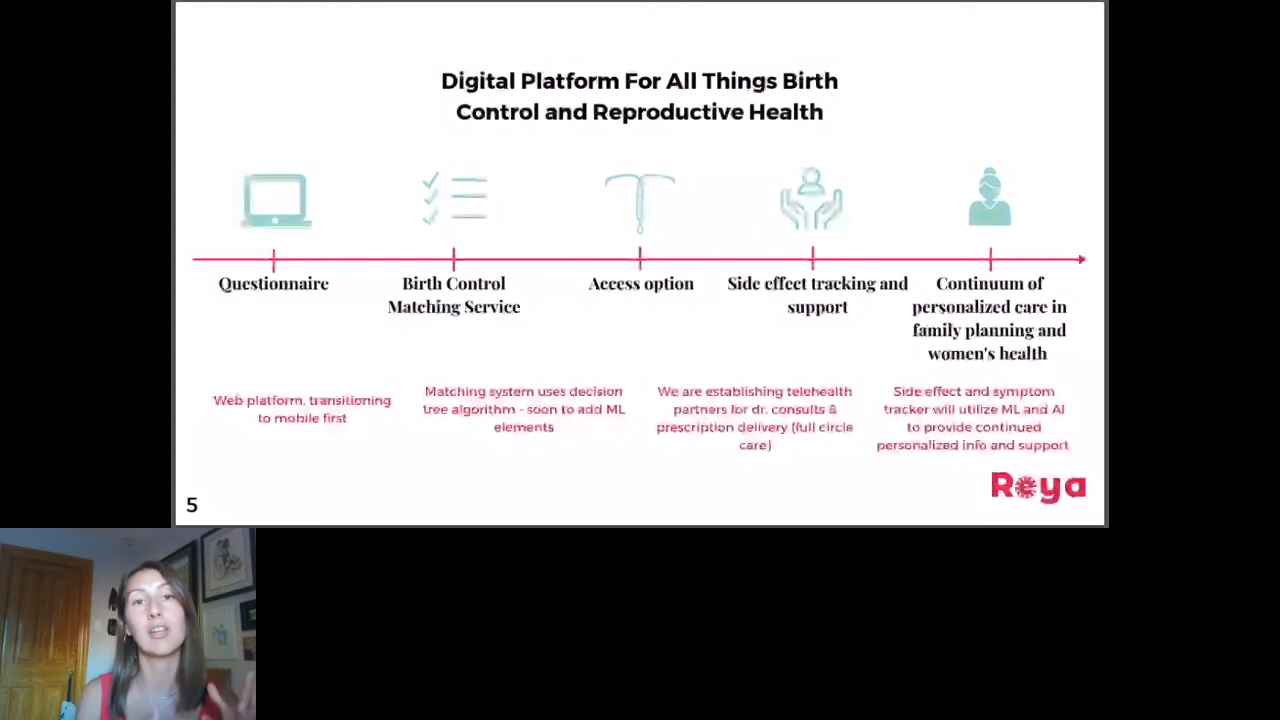 Digital Platform For All Things Birth
Control and Reproductive Health
Questionnaire
Birth Control
Matching Service
Access option
Side effect tracking and
support
Continuum of
personalized care in
family planning and
women's health
Web platform, transitioning
to mobile first
Matching system uses decision
tree algorithm - soon to add ML
elements
We are establishing telehealth
partners for dr. consults &
prescription delivery (full circle
care)
Side effect and symptom
tracker will utilize ML and AI
to provide continued
personalized info and support
Reya
5